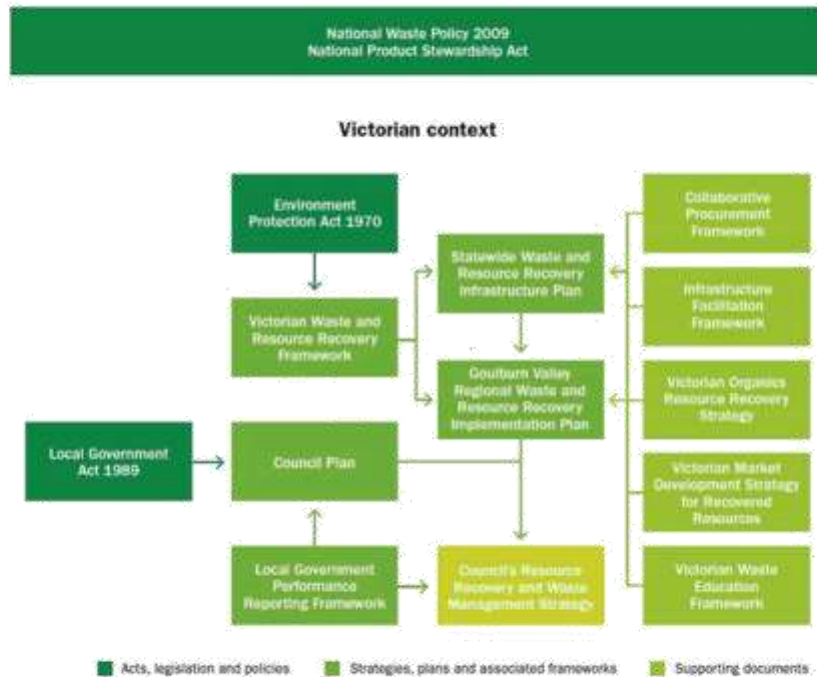 National Waste Policy 2009
National Product Stewardship Act
Victorian context
Environment
Protection Act 1970
Collaborative
Procurement
Framework
Statewide Waste and
Resource Recovery
Infrastructure Plan
Infrastructure
Facilitation
Framework
Victorian Waste and
Resource Recovery
Framework
Goulburn Valley
Regional Waste and
Resource Recovery
Implementation Plan
Victorian Organics
Resource Recovery
Strategy
Local Government
Act 1989
Council Plan
Victorian Market
Development Strategy
for Recovered
Resources
Local Government
Performance
Reporting Framework
Council's Resource
Recovery and Waste
Management Strategy
Victorian Waste
Education
Framework
Acts, legislation and policies
Strategies, plans and associated frameworks
Supporting documents